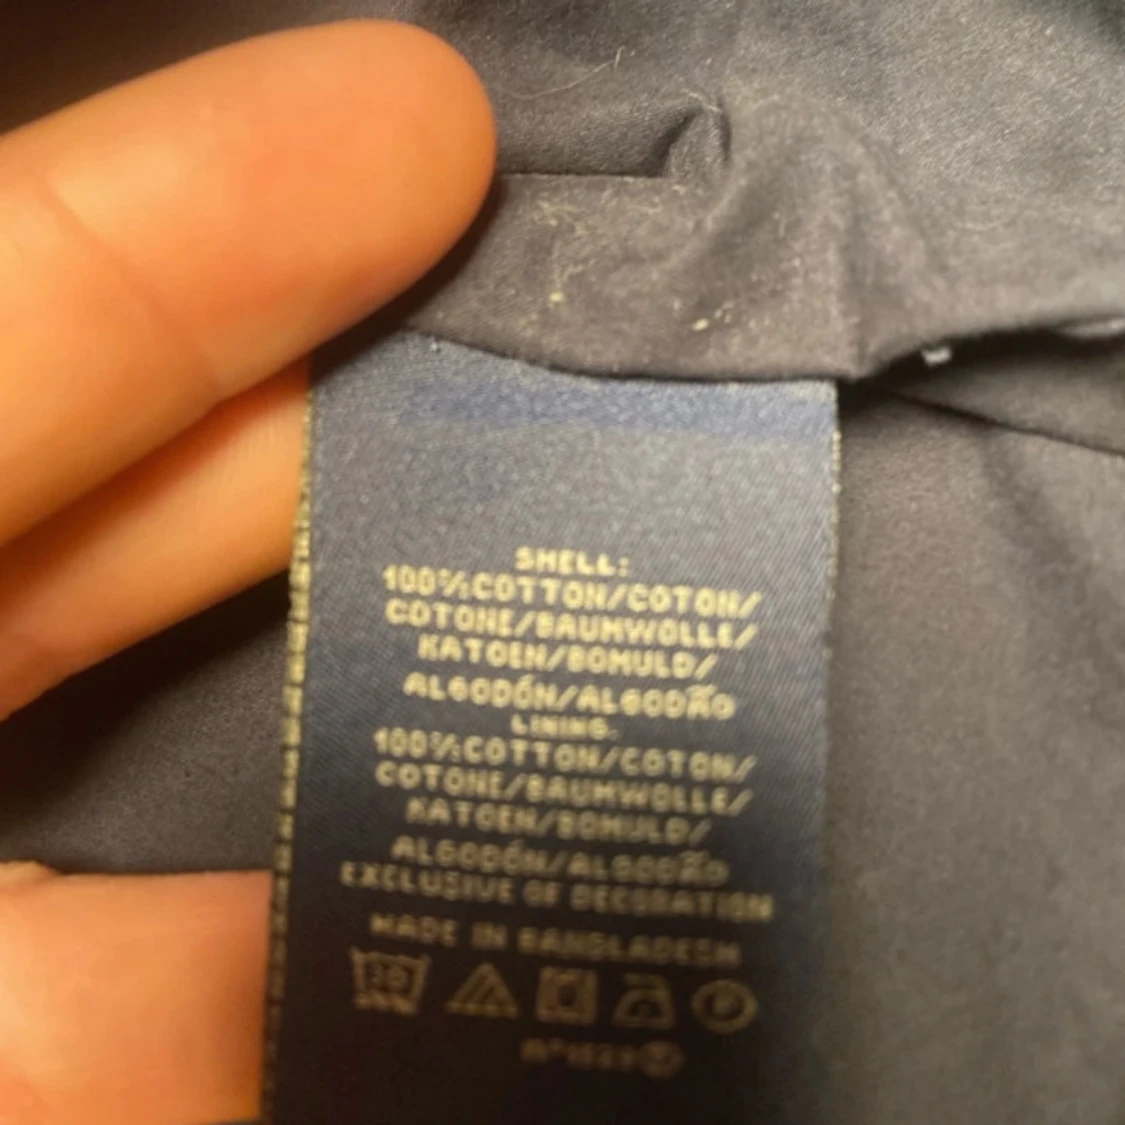 SHELL:
100%COTTON/COTON/
COTONE/BAUMWOLLE/
KATOEN/BOMULD/
ALGODÓN/ALGODÃO
LINING:
100%COTTON/COTON/
COTONE/BAUMWOLLE/
KATOEN/BOMULD/
ALGODÓN/ALGODÃO
EXCLUSIVE OF DECORATION
MADE IN BANGLADESH
30
P